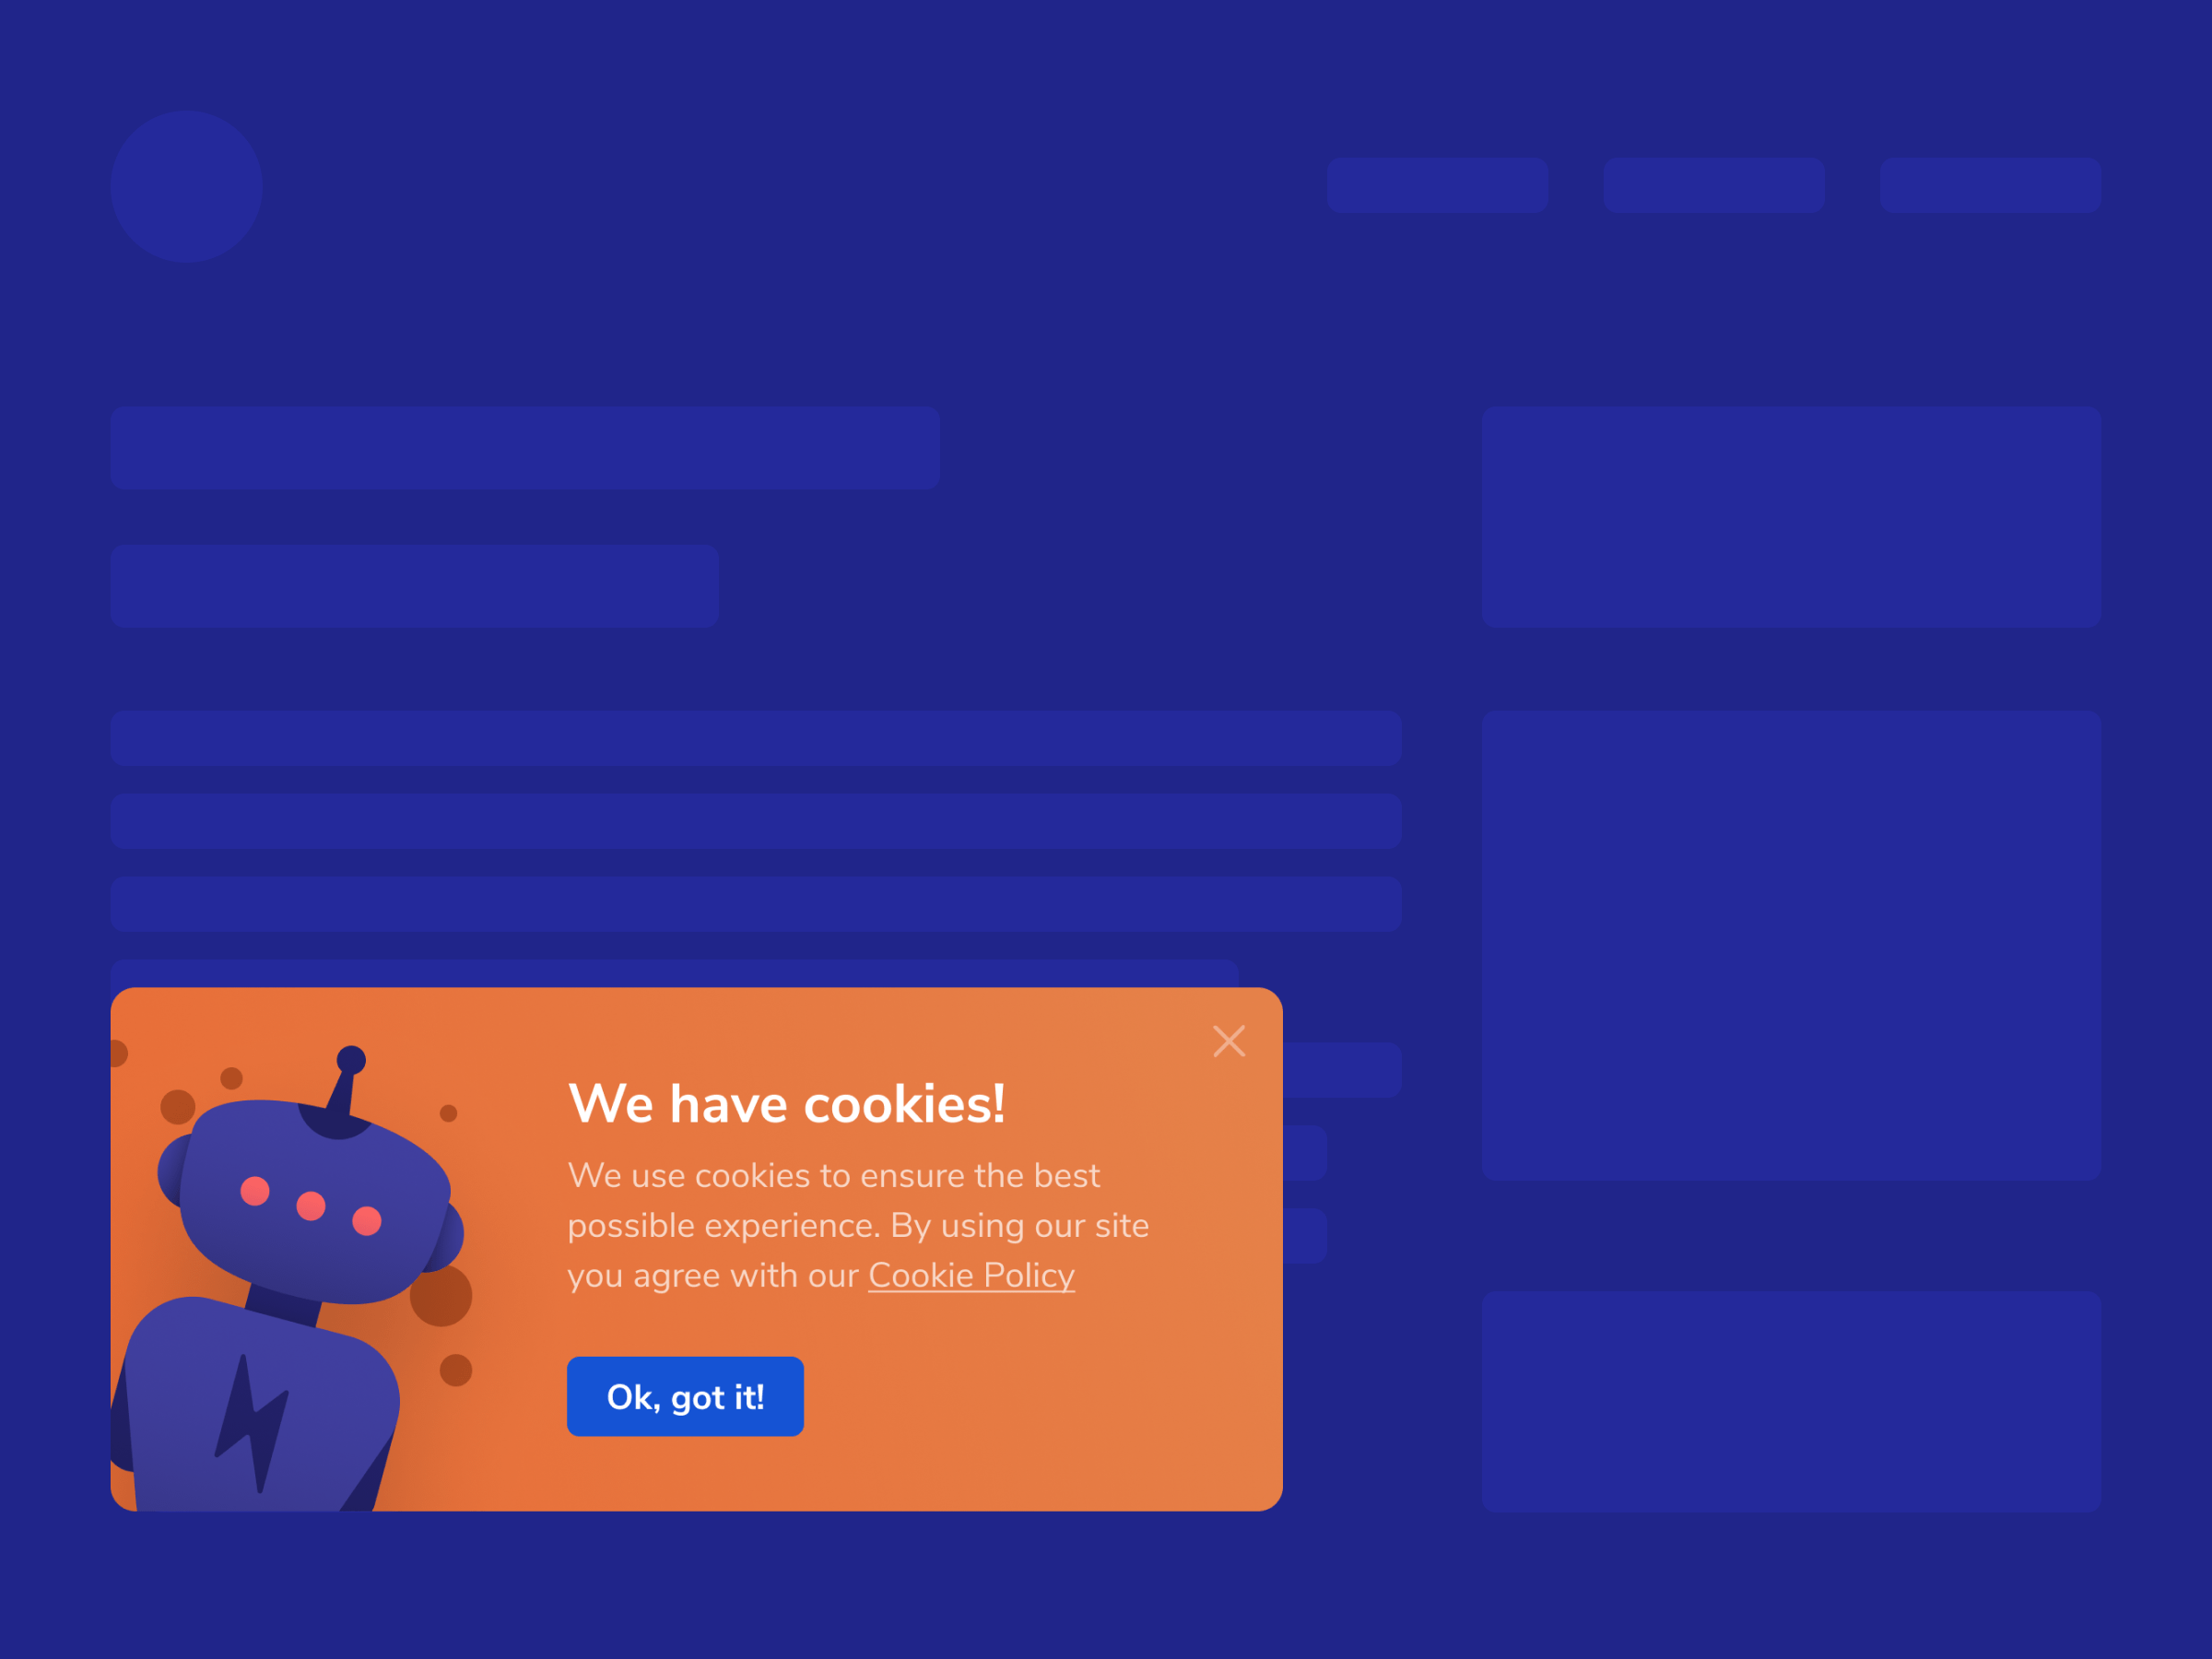 We have cookies!
We use cookies to ensure the best
possible experience. By using our site
you agree with our Cookie Policy
Ok, got it!